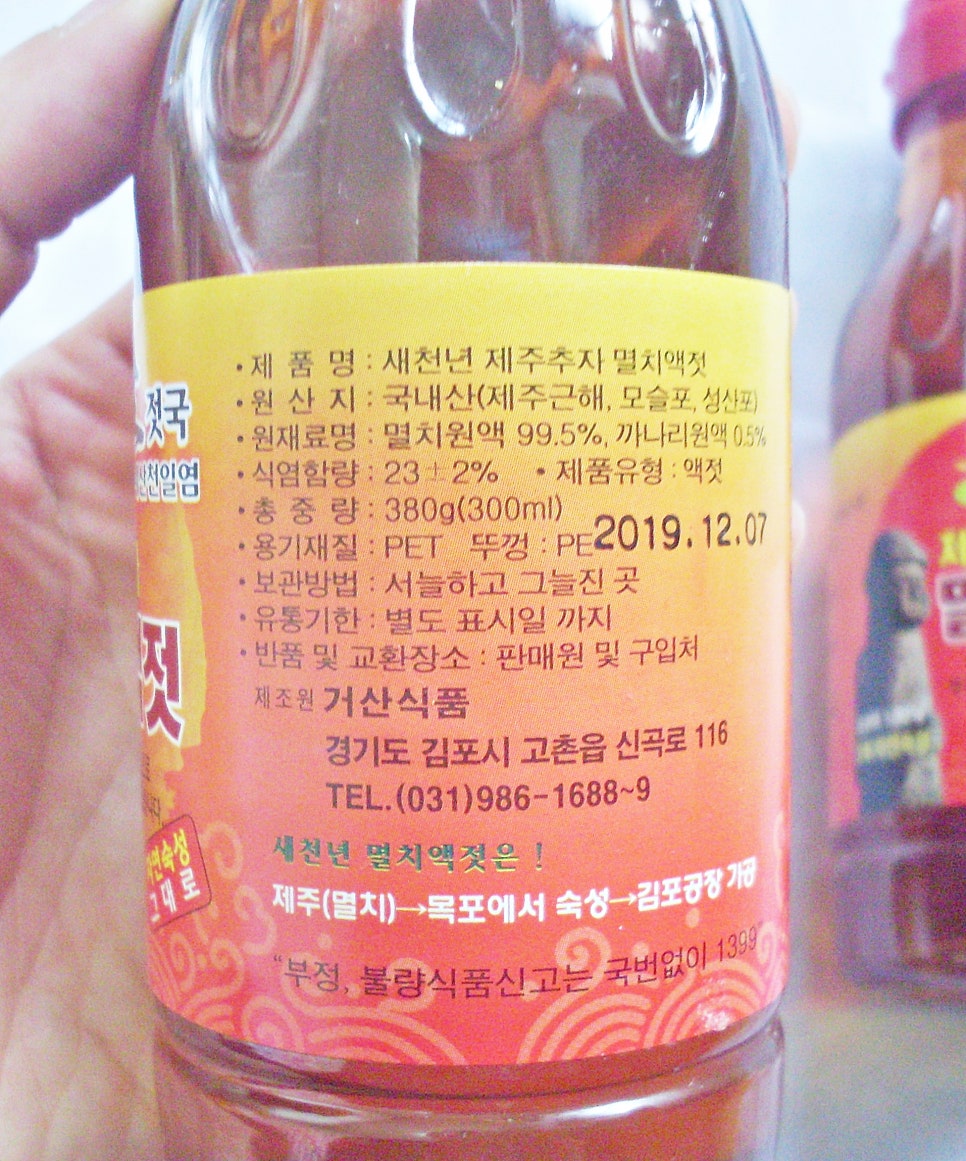 • 제 품 명 : 새천년 제주추자 멸치액젓
• 원 산 지 : 국내산(제주근해, 모슬포, 성산포)
• 원재료명 : 멸치원액 99.5%, 까나리원액 0.5%
• 식염함량 : 23±2% • 제품유형 : 액젓
• 총 중 량 : 380g(300ml)
• 용기재질 : PET 뚜껑 : PE
2019.12.07
• 보관방법 : 서늘하고 그늘진 곳
• 유통기한 : 별도 표시일 까지
• 반품 및 교환장소 : 판매원 및 구입처
제조원 거산식품
경기도 김포시 고촌읍 신곡로 116
TEL.(031)986-1688~9
새천년 멸치액젓은 !
제주(멸치)→목포에서 숙성→김포공장 가공
"부정, 불량식품신고는 국번없이 1399"
젓국
산천일염
젓
자연숙성
그대로